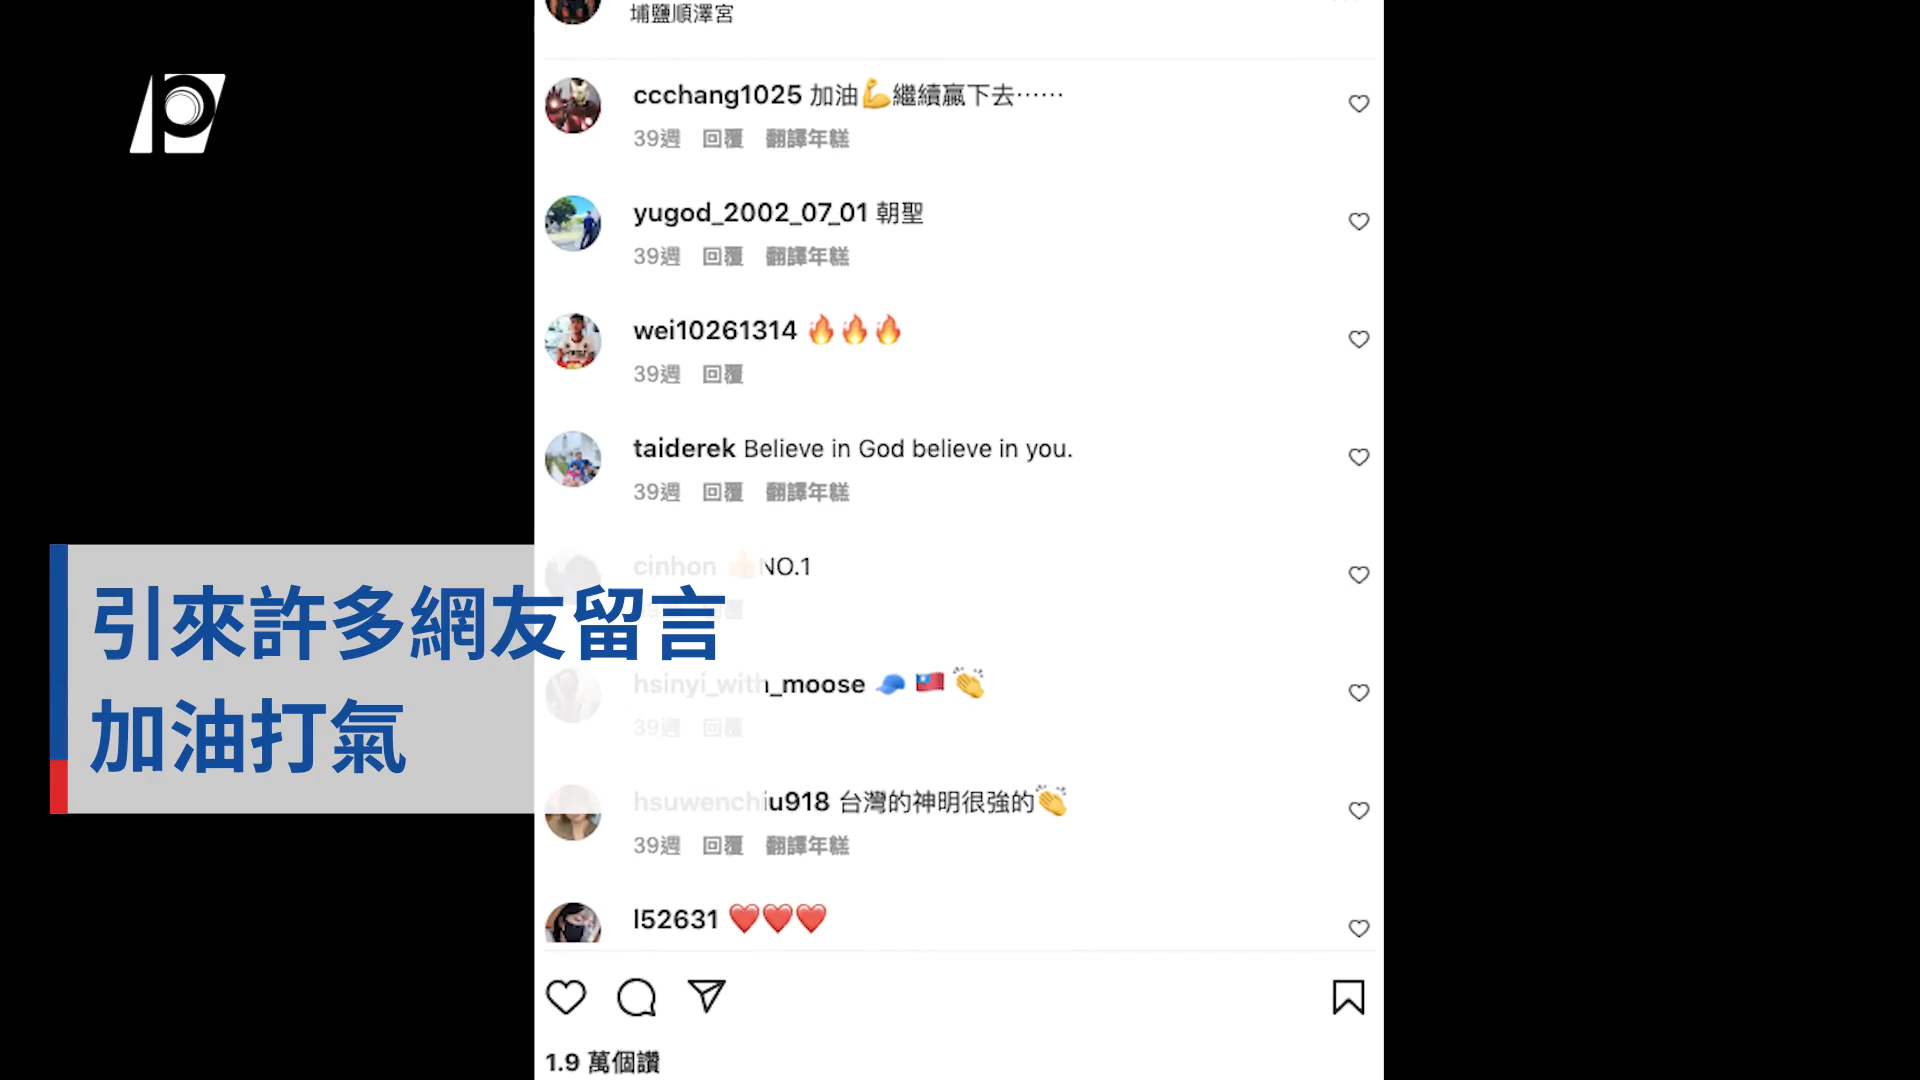 埔鹽順澤宮
ccchang1025 加油💪繼續贏下去……
39週 回覆 翻譯年糕
yugod_2002_07_01 朝聖
39週 回覆 翻譯年糕
wei10261314 🔥🔥🔥
39週 回覆
taiderek Believe in God believe in you.
39週 回覆 翻譯年糕
cinhon 👍NO.1
引來許多網友留言
hsinyi_with_moose 🧢 🇹🇼 👏
39週 回覆
加油打氣
hsuwenchiu918 台灣的神明很強的👏
39週 回覆 翻譯年糕
l52631 ❤️❤️❤️
1.9 萬個讚